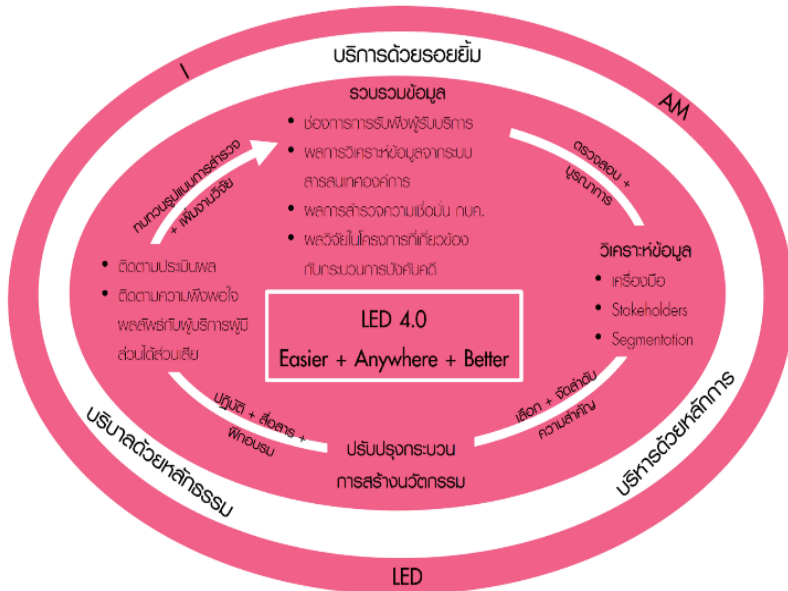 I
บริการด้วยรอยยิ้ม
AM
รวบรวมข้อมูล
• ช่องการการรับฟังผู้รับบริการ
• ผลการวิเคราะห์ข้อมูลจากระบบ
สารสนเทศองค์การ
• ผลการสำรวจความเชื่อมั่น กบค.
• ผลวิจัยในโครงการที่เกี่ยวข้อง
กับกระบวนการบังคับคดี
ตรวจสอบ +
บูรณาการ
วิเคราะห์ข้อมูล
• เครื่องมือ
• Stakeholders
• Segmentation
เลือก + จัดลำดับ
ความสำคัญ
ปรับปรุงกระบวน
การสร้างนวัตกรรม
ปฏิบัติ + สื่อสาร +
ฝึกอบรม
• ติดตามประเมินผล
• ติดตามความพึงพอใจ
ผลลัพธ์กับผู้บริการผู้มี
ส่วนได้ส่วนเสีย
ทบทวนรูปแบบการสำรวจ
+ เพิ่มงานวิจัย
LED 4.0
Easier + Anywhere + Better
บริหารด้วยหลักการ
บริบาลด้วยหลักธรรม
LED